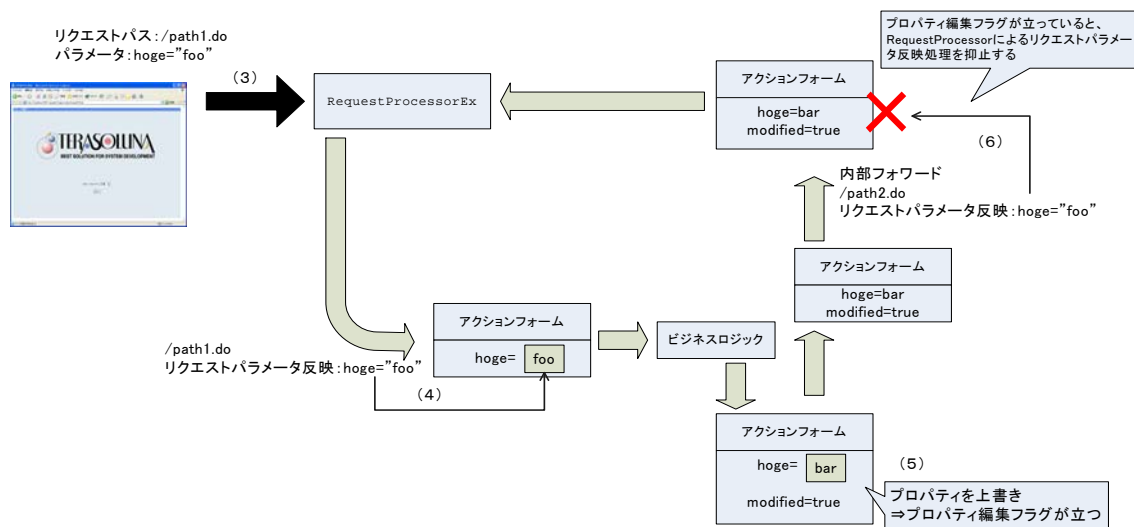 リクエストパス:/path1.do
パラメータ:hoge=”foo”
(3)
TERASOLUNA
BEST SOLUTION FOR SYSTEM DEVELOPMENT
RequestProcessorEx
アクションフォーム
hoge=bar
modified=true
プロパティ編集フラグが立っていると、
RequestProcessorによるリクエストパラメー
タ反映処理を抑止する
(6)
内部フォワード
/path2.do
リクエストパラメータ反映:hoge=”foo”
アクションフォーム
hoge=bar
modified=true
/path1.do
リクエストパラメータ反映:hoge=”foo”
(4)
アクションフォーム
hoge= foo
ビジネスロジック
アクションフォーム
hoge= bar
modified=true
(5)
プロパティを上書き
⇒プロパティ編集フラグが立つ